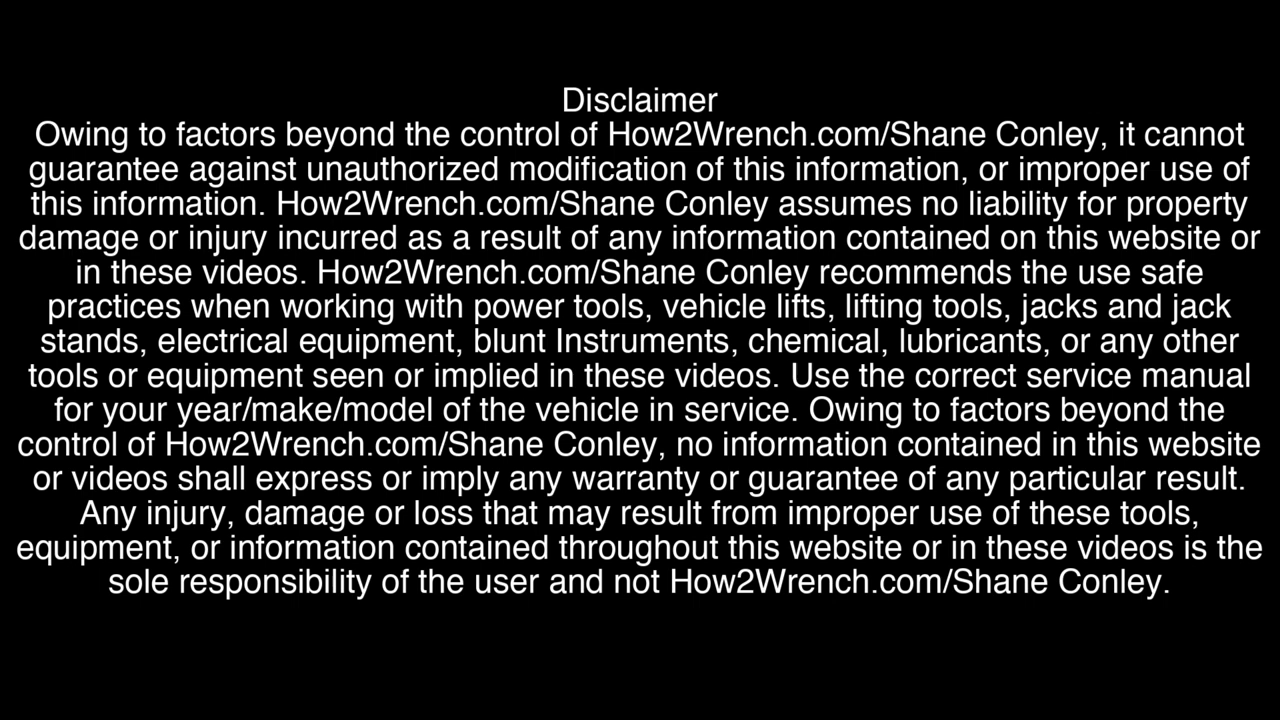 Disclaimer
Owing to factors beyond the control of How2Wrench.com/Shane Conley, it cannot
guarantee against unauthorized modification of this information, or improper use of
this information. How2Wrench.com/Shane Conley assumes no liability for property
damage or injury incurred as a result of any information contained on this website or
in these videos. How2Wrench.com/Shane Conley recommends the use safe
practices when working with power tools, vehicle lifts, lifting tools, jacks and jack
stands, electrical equipment, blunt Instruments, chemical, lubricants, or any other
tools or equipment seen or implied in these videos. Use the correct service manual
for your year/make/model of the vehicle in service. Owing to factors beyond the
control of How2Wrench.com/Shane Conley, no information contained in this website
or videos shall express or imply any warranty or guarantee of any particular result.
Any injury, damage or loss that may result from improper use of these tools,
equipment, or information contained throughout this website or in these videos is the
sole responsibility of the user and not How2Wrench.com/Shane Conley.